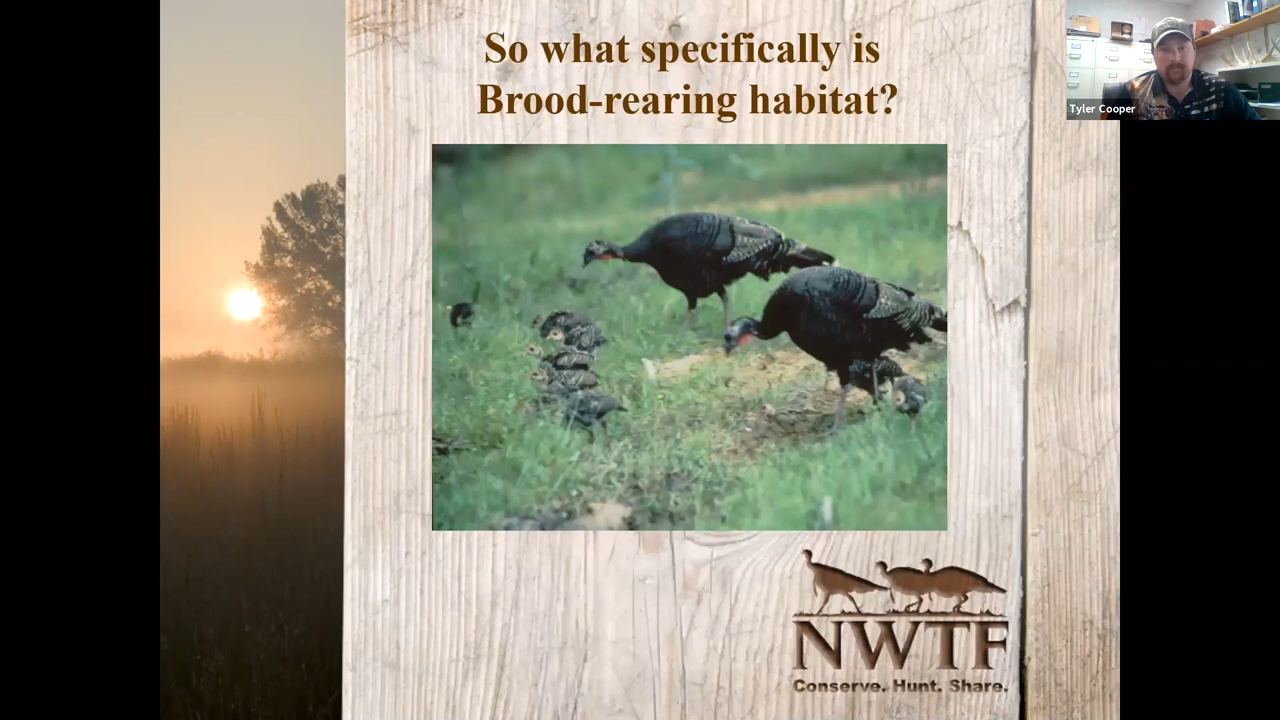 So what specifically is
Brood-rearing habitat?
Tyler Cooper
NWTF
Conserve. Hunt. Share.